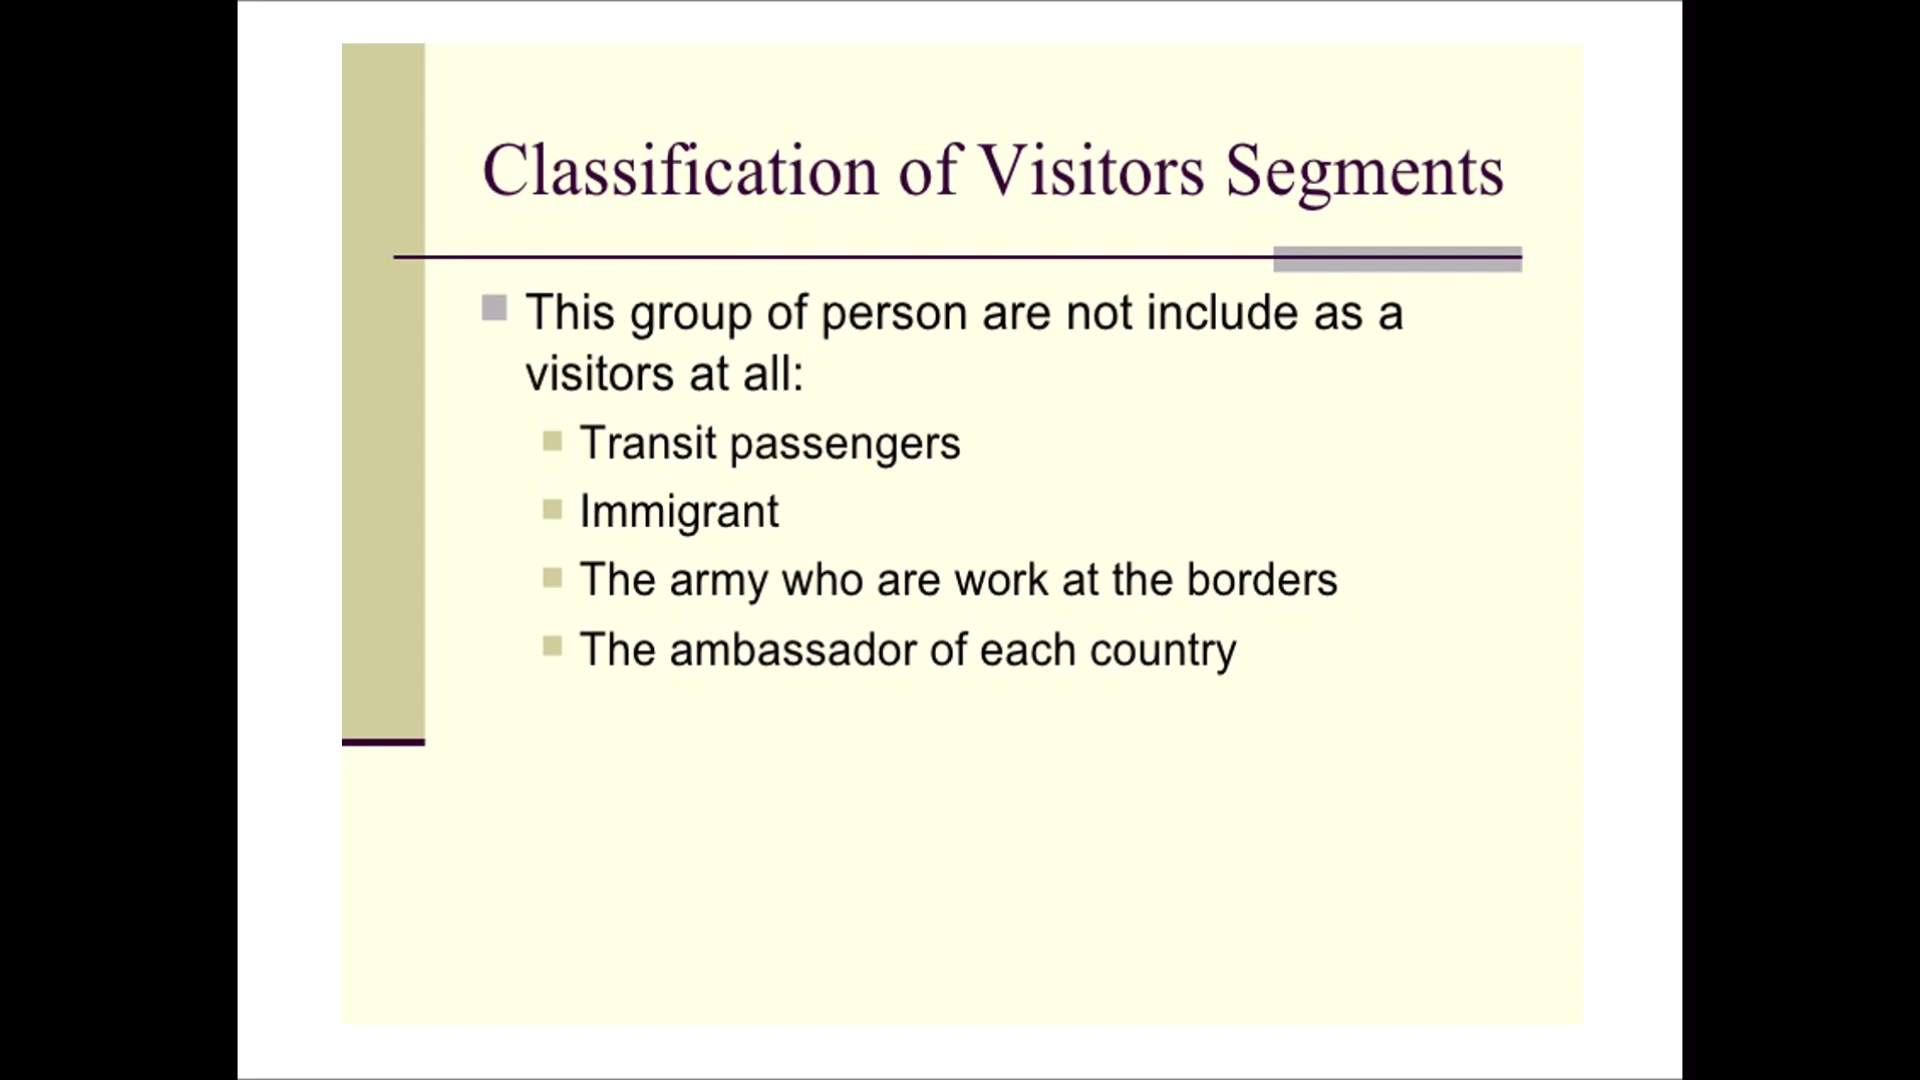 Classification of Visitors Segments
This group of person are not include as a
visitors at all:
Transit passengers
Immigrant
The army who are work at the borders
The ambassador of each country